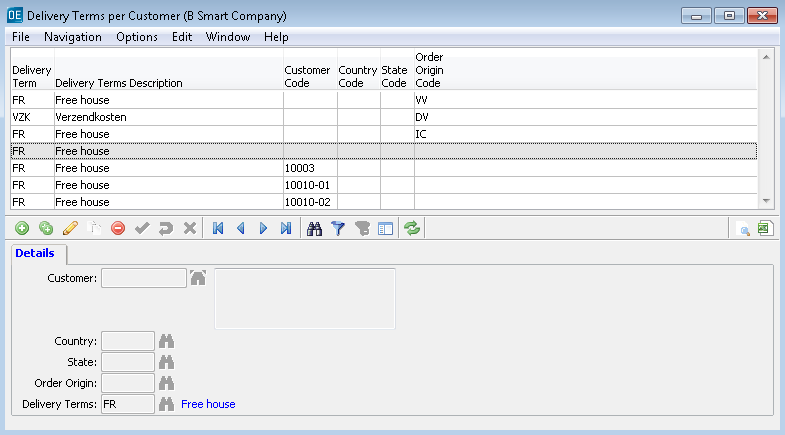 OE Delivery Terms per Customer (B Smart Company)
File Navigation Options Edit Window Help
Delivery Term Delivery Terms Description Customer Code Country Code State Code Order Origin Code
FR Free house VV
VZK Verzendkosten DV
FR Free house IC
FR Free house
FR Free house 10003
FR Free house 10010-01
FR Free house 10010-02
Details
Customer:
Country:
State:
Order Origin:
Delivery Terms: FR Free house